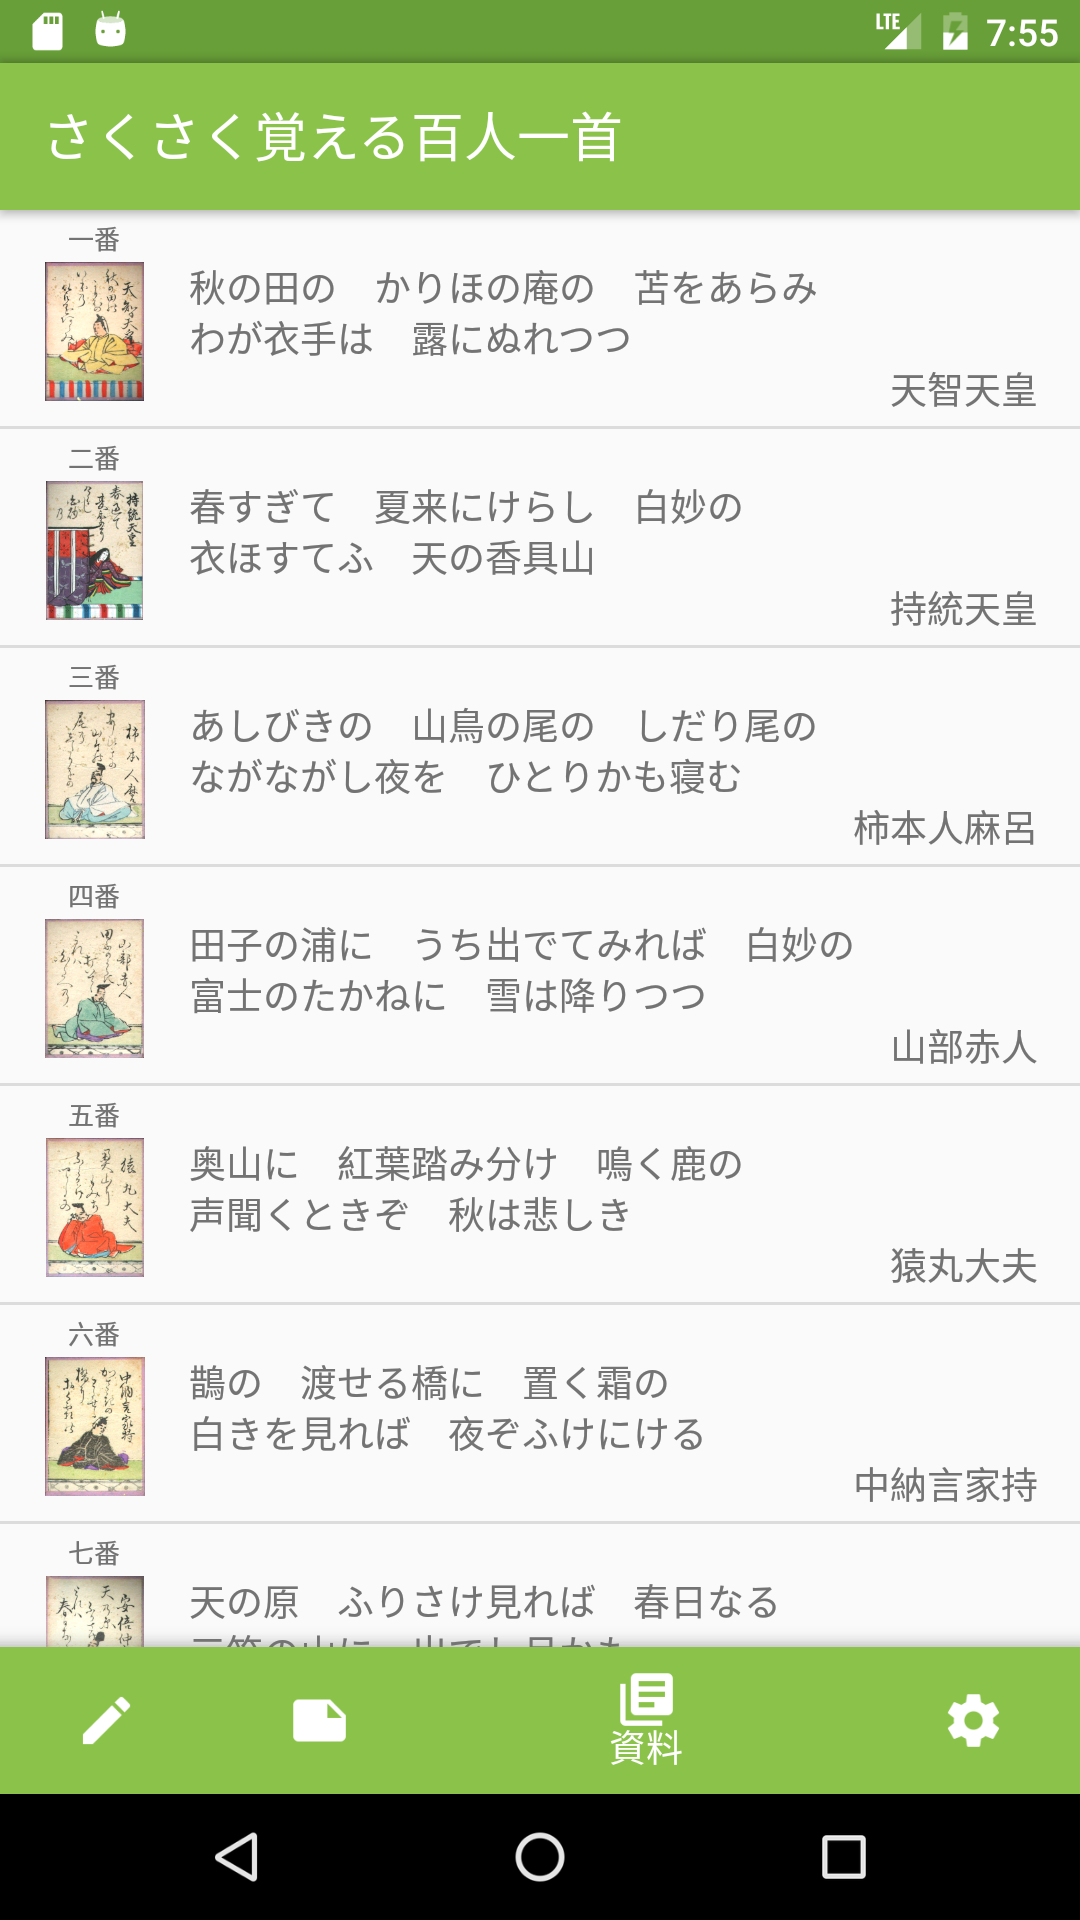 LTE 7:55
さくさく覚える百人一首
一番
秋の田の　かりほの庵の　苫をあらみ
わが衣手は　露にぬれつつ
天智天皇
二番
春すぎて　夏来にけらし　白妙の
衣ほすてふ　天の香具山
持統天皇
三番
あしびきの　山鳥の尾の　しだり尾の
ながながし夜を　ひとりかも寝む
柿本人麻呂
四番
田子の浦に　うち出でてみれば　白妙の
富士のたかねに　雪は降りつつ
山部赤人
五番
奥山に　紅葉踏み分け　鳴く鹿の
声聞くときぞ　秋は悲しき
猿丸大夫
六番
鵲の　渡せる橋に　置く霜の
白きを見れば　夜ぞふけにける
中納言家持
七番
天の原　ふりさけ見れば　春日なる
資料